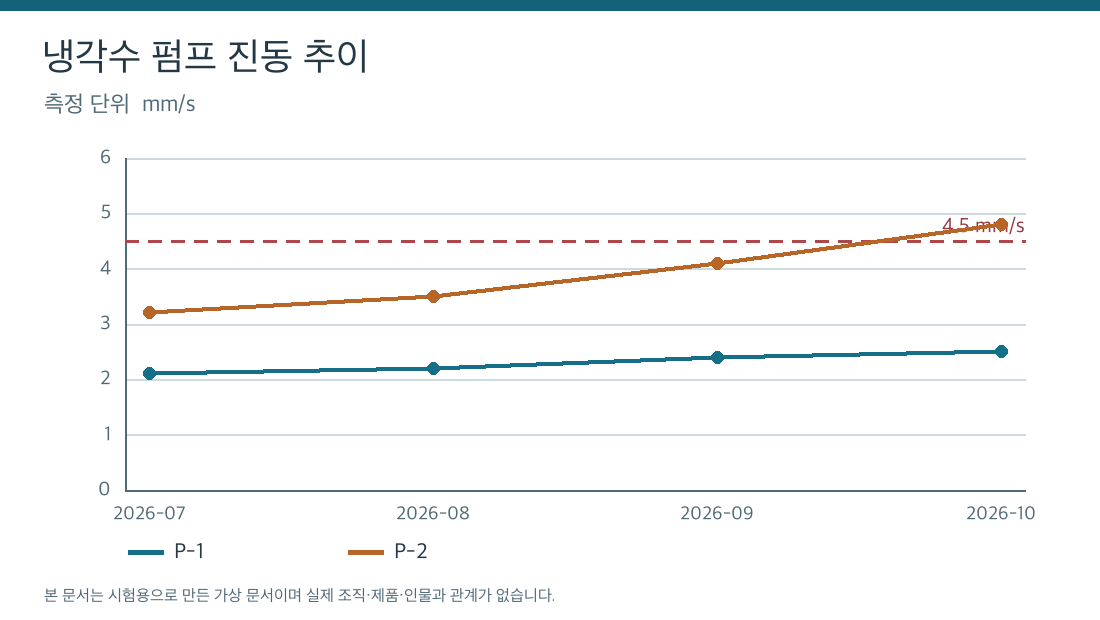 냉각수 펌프 진동 추이
측정 단위 mm/s
6
5
4.5 mm/s
4
3
2
1
0
2026-07 2026-08 2026-09 2026-10
P-1 P-2
본 문서는 시험용으로 만든 가상 문서이며 실제 조직·제품·인물과 관계가 없습니다.